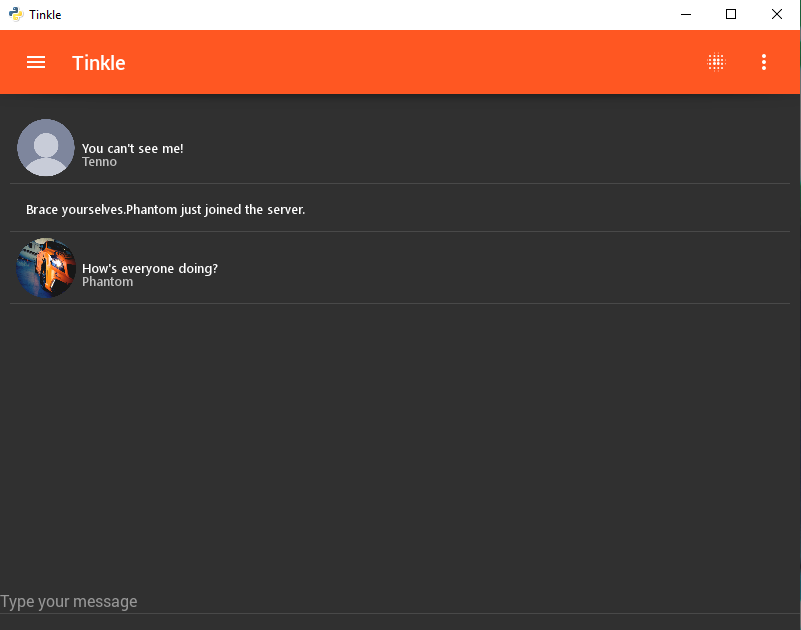 Tinkle
Tinkle
You can't see me!
Tenno
Brace yourselves.Phantom just joined the server.
How's everyone doing?
Phantom
Type your message